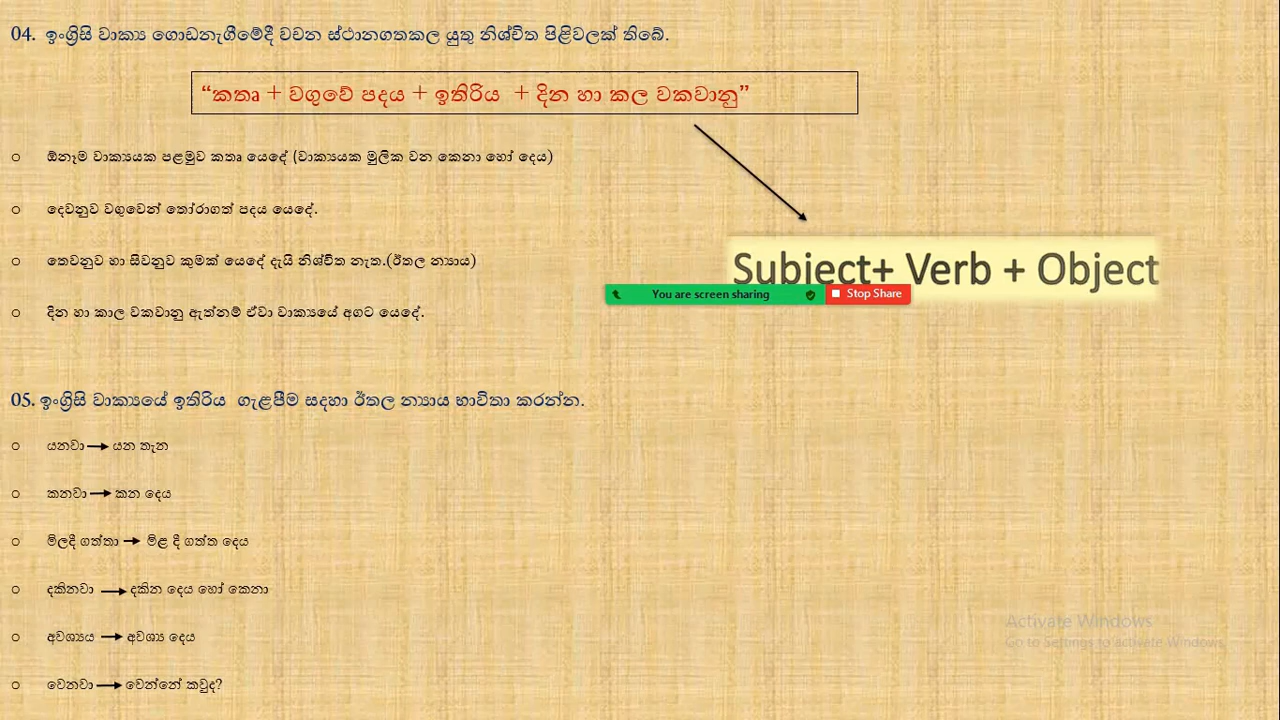 04. ඉංග්‍රිසි වාක්‍ය ගොඩනැගීමේදී වචන ස්ථානගතකල යුතු නිශ්චිත පිළිවලක් තිබේ.
“කතෘ + වගුවේ පදය + ඉතිරිය + දින හා කල වකවානු”
○ ඕනෑම වාක්‍යයක පළමුව කතෘ යෙදේ (වාක්‍යයක මුලික වන කෙනා හෝ දෙය)
○ දෙවනුව වගුවෙන් තෝරාගත් පදය යෙදේ.
○ තෙවනුව හා සිවනුව කුමක් යෙදේ දැයි නිශ්චිත නැත.(ඊතල න්‍යාය)
Subject+ Verb + Object
You are screen sharing Stop Share
○ දින හා කාල වකවානු ඇත්නම් ඒවා වාක්‍යයේ අගට යෙදේ.
05. ඉංග්‍රිසි වාක්‍යයේ ඉතිරිය ගැළපීම සදහා ඊතල න්‍යාය භාවිතා කරන්න.
○ යනවා → යන තැන
○ කනවා → කන දෙය
○ මිලදී ගත්තා → මිළ දී ගත්ත දෙය
○ දකිනවා → දකින දෙය හෝ කෙනා
Activate Windows
○ අවශ්‍යය → අවශ්‍ය දෙය
Go to Settings to activate Windows.
○ වෙනවා → වෙන්නේ කවුද?